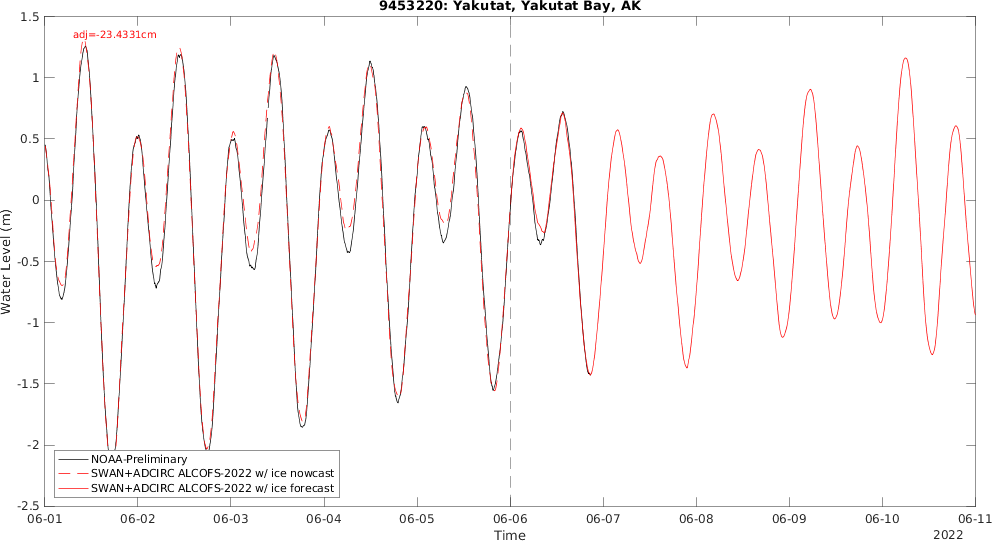 9453220: Yakutat, Yakutat Bay, AK
adj=-23.4331cm
1.5
1
0.5
0
-0.5
-1
-1.5
-2
-2.5
Water Level (m)
NOAA-Preliminary
SWAN+ADCIRC ALCOFS-2022 w/ ice nowcast
SWAN+ADCIRC ALCOFS-2022 w/ ice forecast
06-01 06-02 06-03 06-04 06-05 06-06 06-07 06-08 06-09 06-10 06-11
Time
2022